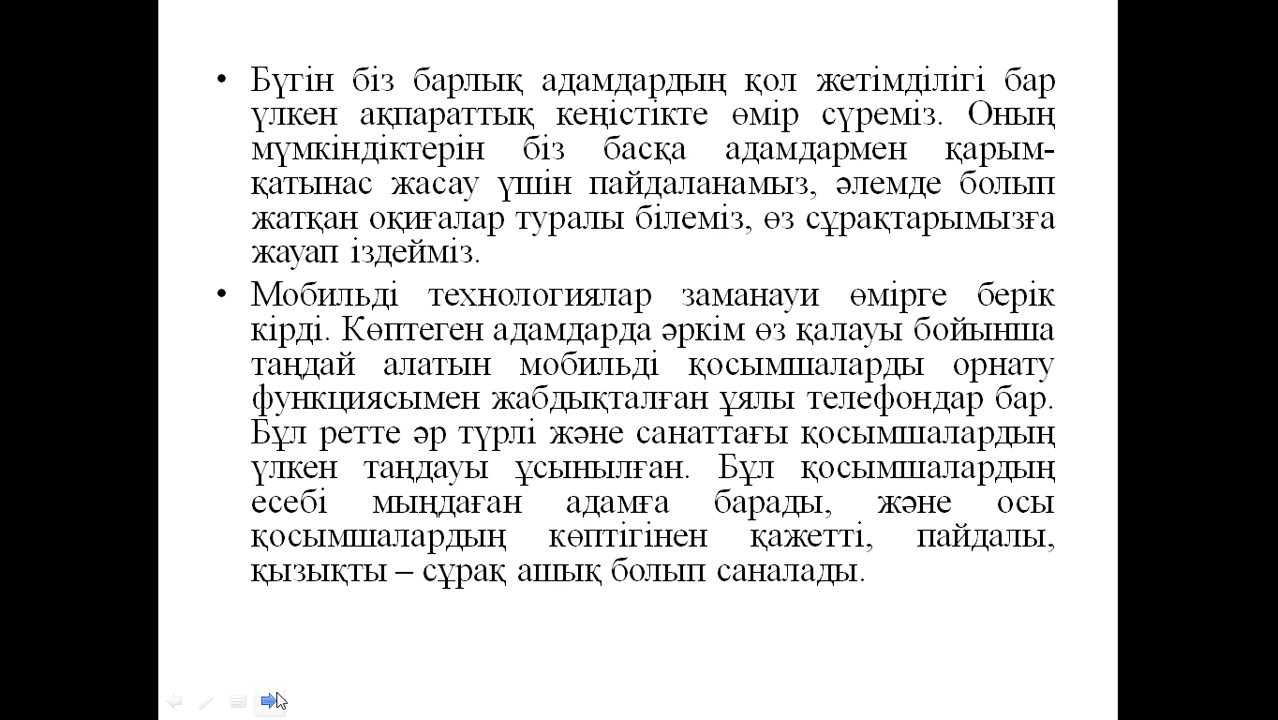 • Бүгін біз барлық адамдардың қол жетімділігі бар
үлкен ақпараттық кеңістікте өмір сүреміз. Оның
мүмкіндіктерін біз басқа адамдармен қарым-
қатынас жасау үшін пайдаланамыз, әлемде болып
жатқан оқиғалар туралы білеміз, өз сұрақтарымызға
жауап іздейміз.
• Мобильді технологиялар заманауи өмірге берік
кірді. Көптеген адамдарда әркім өз қалауы бойынша
таңдай алатын мобильді қосымшаларды орнату
функциясымен жабдықталған ұялы телефондар бар.
Бұл ретте әр түрлі және санаттағы қосымшалардың
үлкен таңдауы ұсынылған. Бұл қосымшалардың
есебі мыңдаған адамға барады, және осы
қосымшалардың көптігінен қажетті, пайдалы,
қызықты – сұрақ ашық болып саналады.